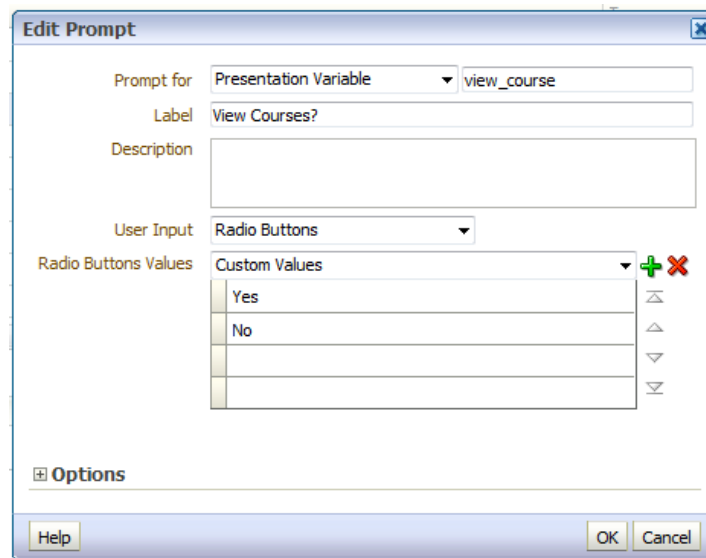 Edit Prompt
Prompt for Presentation Variable view_course
Label View Courses?
Description
User Input Radio Buttons
Radio Buttons Values Custom Values
Yes
No
Options
Help OK Cancel